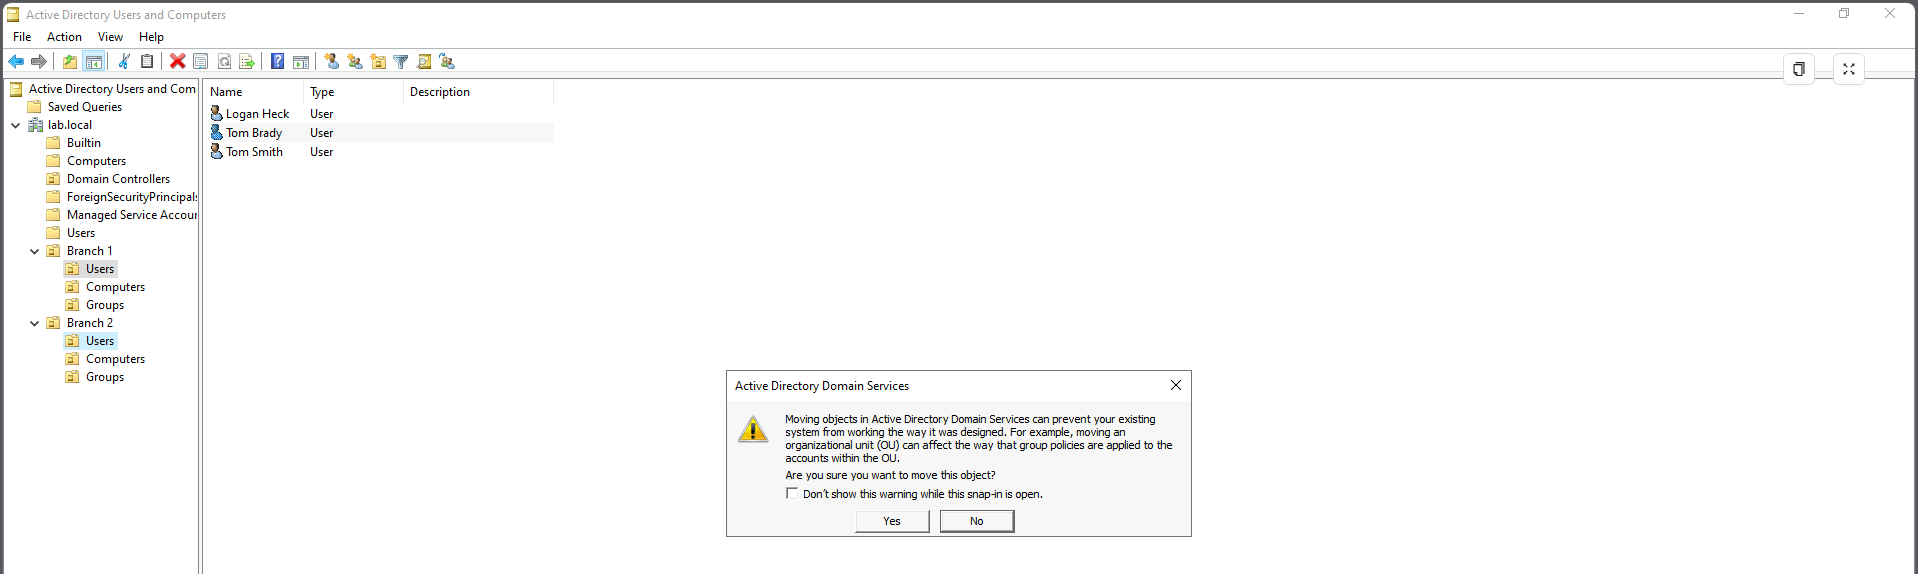 Active Directory Users and Computers
File Action View Help
Active Directory Users and Com
Saved Queries
lab.local
Builtin
Computers
Domain Controllers
ForeignSecurityPrincipals
Managed Service Accour
Users
Branch 1
Users
Computers
Groups
Branch 2
Users
Computers
Groups
Name Type Description
Logan Heck User
Tom Brady User
Tom Smith User
Active Directory Domain Services
Moving objects in Active Directory Domain Services can prevent your existing
system from working the way it was designed. For example, moving an
organizational unit (OU) can affect the way that group policies are applied to the
accounts within the OU.
Are you sure you want to move this object?
Don't show this warning while this snap-in is open.
Yes No